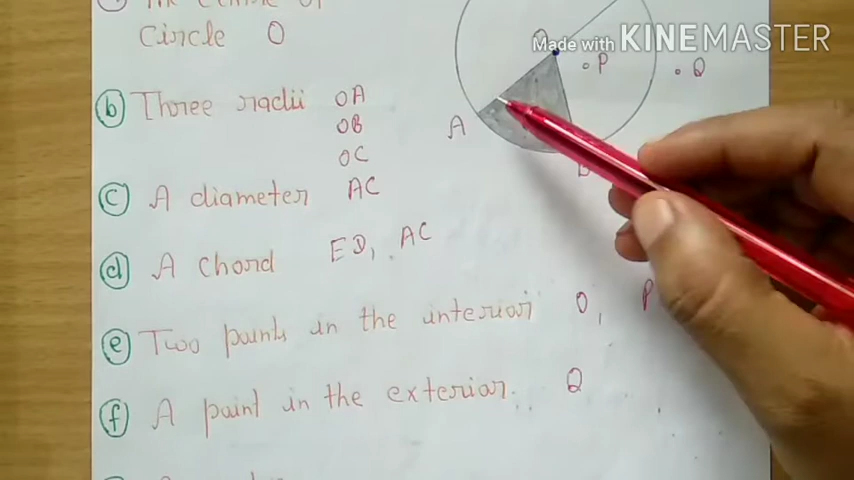 circle O
Made with KINEMASTER
O
P
Q
ⓑ Three radii OA
OB
OC
A
ⓒ A diameter AC
ⓓ A chord ED, AC
ⓔ Two points in the interior O, P
ⓕ A point in the exterior. Q